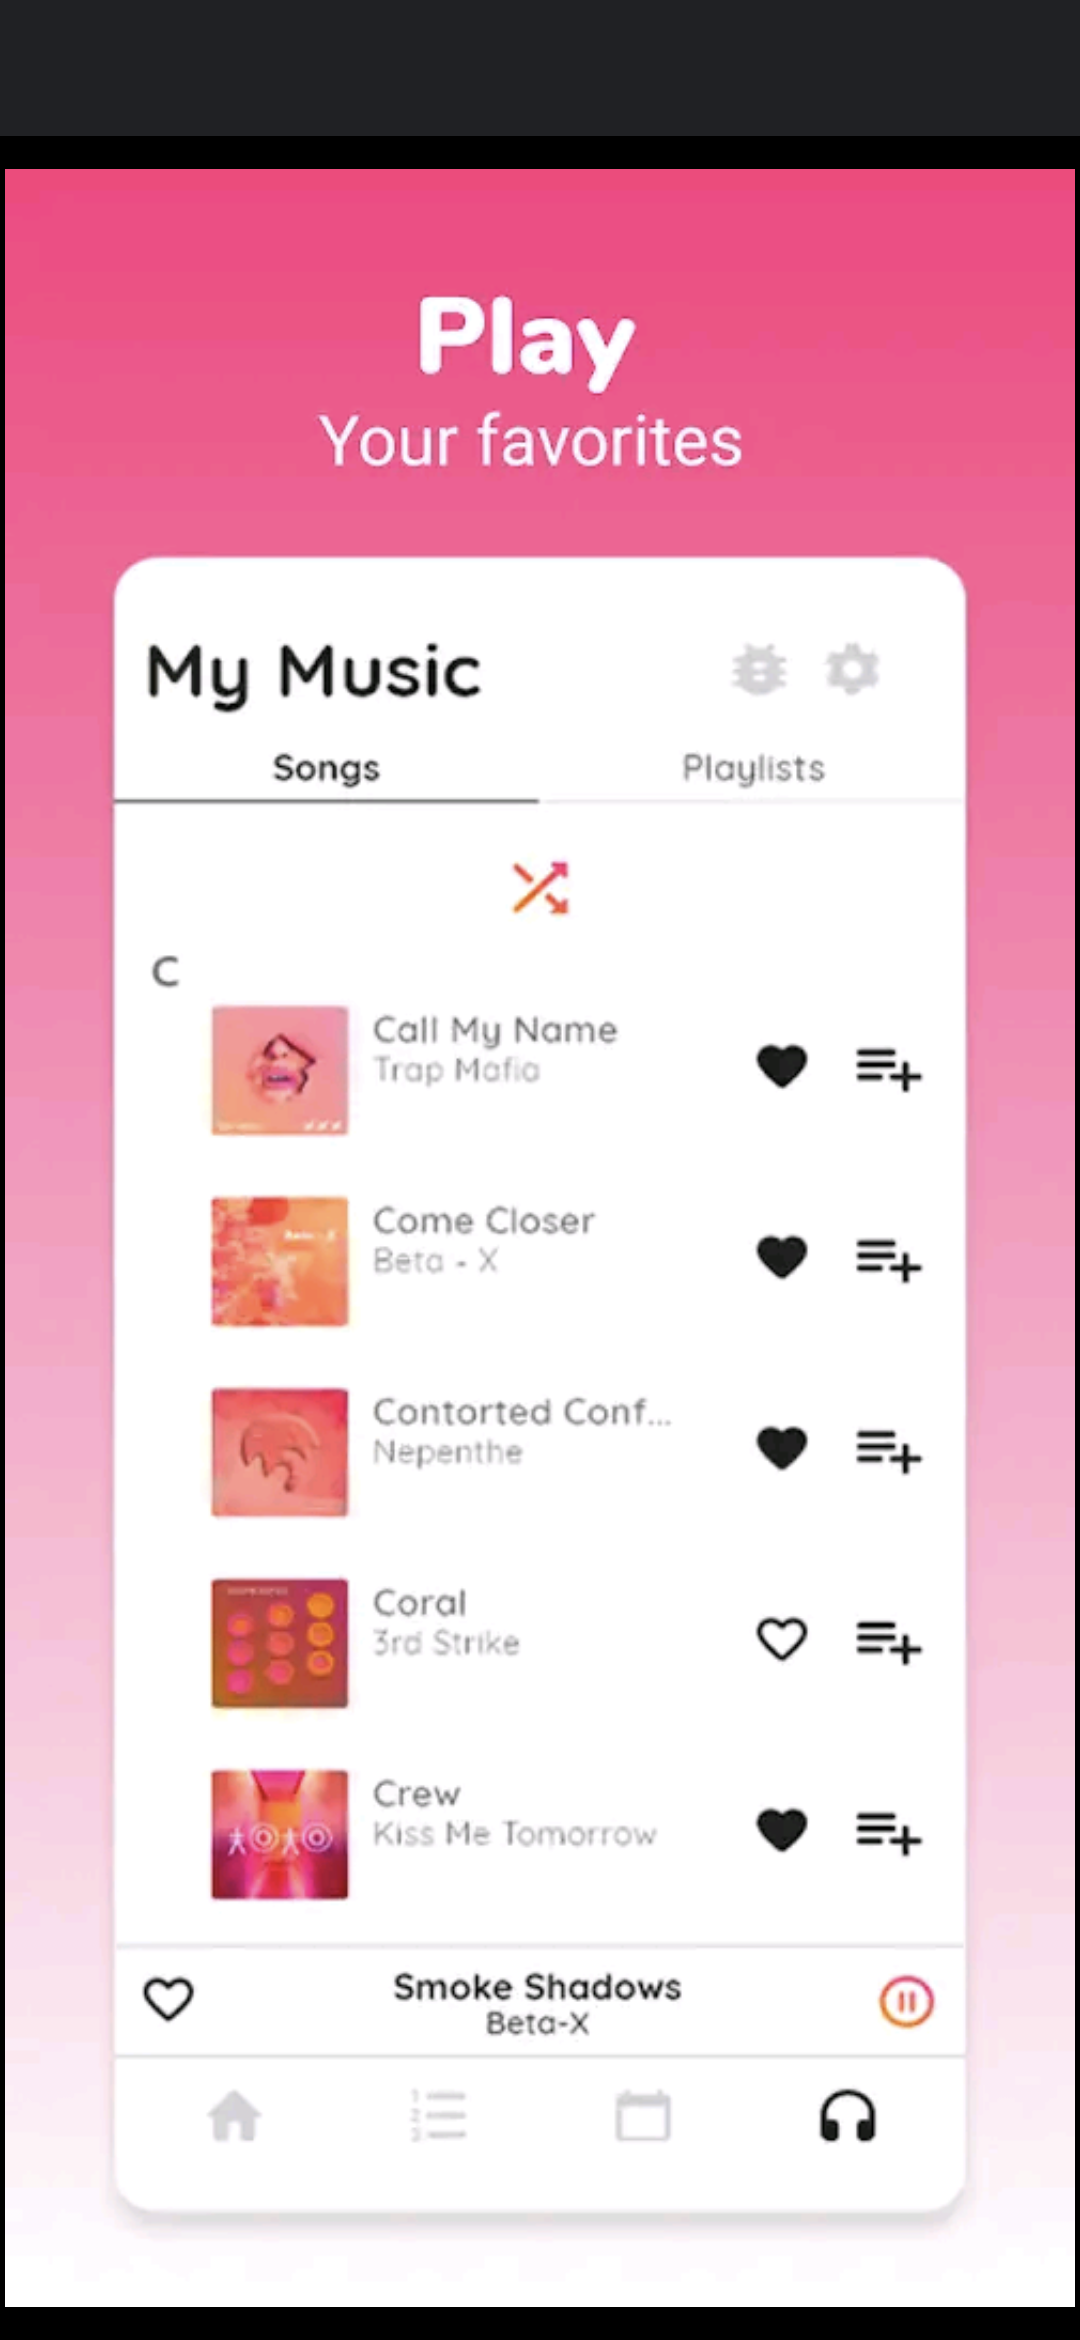 Play
Your favorites
My Music
Songs
Playlists
C
Call My Name
Trap Mafia
Come Closer
Beta - X
Contorted Conf...
Nepenthe
Coral
3rd Strike
Crew
Kiss Me Tomorrow
Smoke Shadows
Beta-X